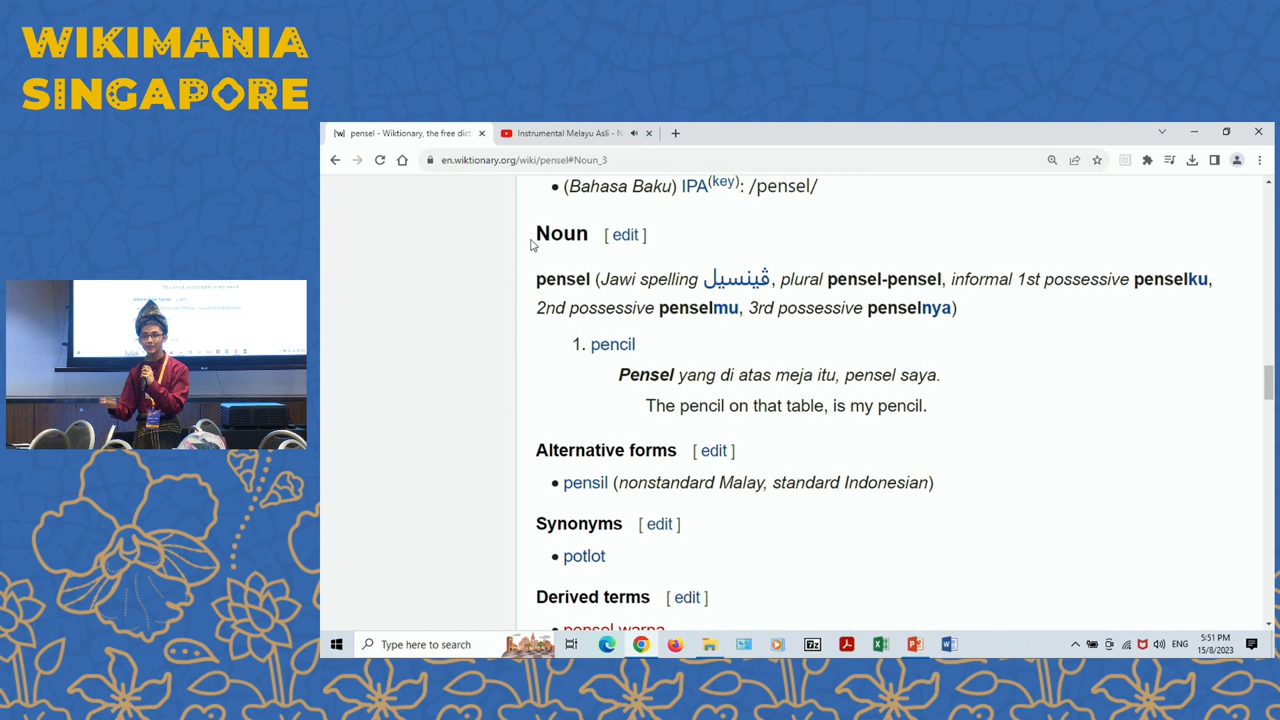 WIKIMANIA
SINGAPORE
[w] pensel - Wiktionary, the free dict
Instrumental Melayu Asli - N
en.wiktionary.org/wiki/pensel#Noun_3
• (Bahasa Baku) IPA(key): /pensel/
Noun [ edit ]
pensel (Jawi spelling ڤينسيل, plural pensel-pensel, informal 1st possessive penselku,
2nd possessive penselmu, 3rd possessive penselnya)
1. pencil
Pensel yang di atas meja itu, pensel saya.
The pencil on that table, is my pencil.
Alternative forms [ edit ]
• pensil (nonstandard Malay, standard Indonesian)
Synonyms [ edit ]
• potlot
Derived terms [ edit ]
• pensel warna
Type here to search
ENG
5:51 PM
15/8/2023